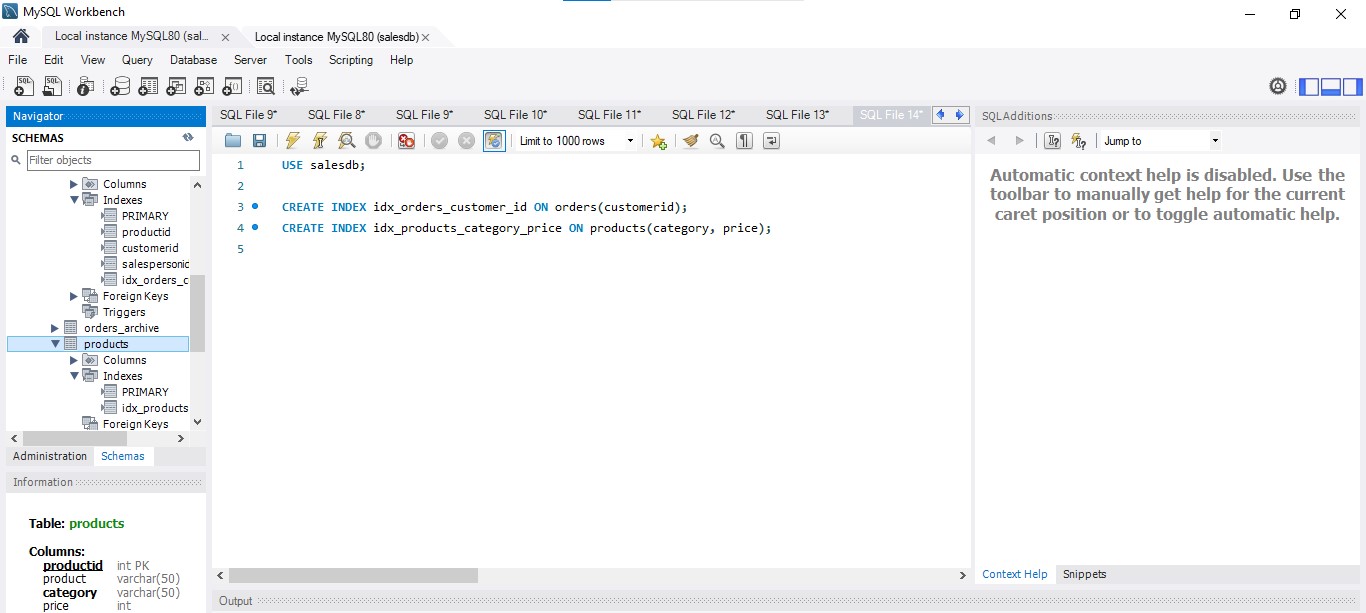 MySQL Workbench
Local instance MySQL80 (sal...
Local instance MySQL80 (salesdb)
File Edit View Query Database Server Tools Scripting Help
Navigator
SCHEMAS
Filter objects
Columns
Indexes
PRIMARY
productid
customerid
salespersonid
idx_orders_c
Foreign Keys
Triggers
orders_archive
products
Columns
Indexes
PRIMARY
idx_products
Foreign Keys
Administration Schemas
Information
Table: products
Columns:
productid int PK
product varchar(50)
category varchar(50)
price int
SQL File 9* SQL File 8* SQL File 9* SQL File 10* SQL File 11* SQL File 12* SQL File 13* SQL File 14*
Limit to 1000 rows
1 USE salesdb;
2
3 CREATE INDEX idx_orders_customer_id ON orders(customerid);
4 CREATE INDEX idx_products_category_price ON products(category, price);
5
Output
SQLAdditions
Jump to
Automatic context help is disabled. Use the
toolbar to manually get help for the current
caret position or to toggle automatic help.
Context Help Snippets